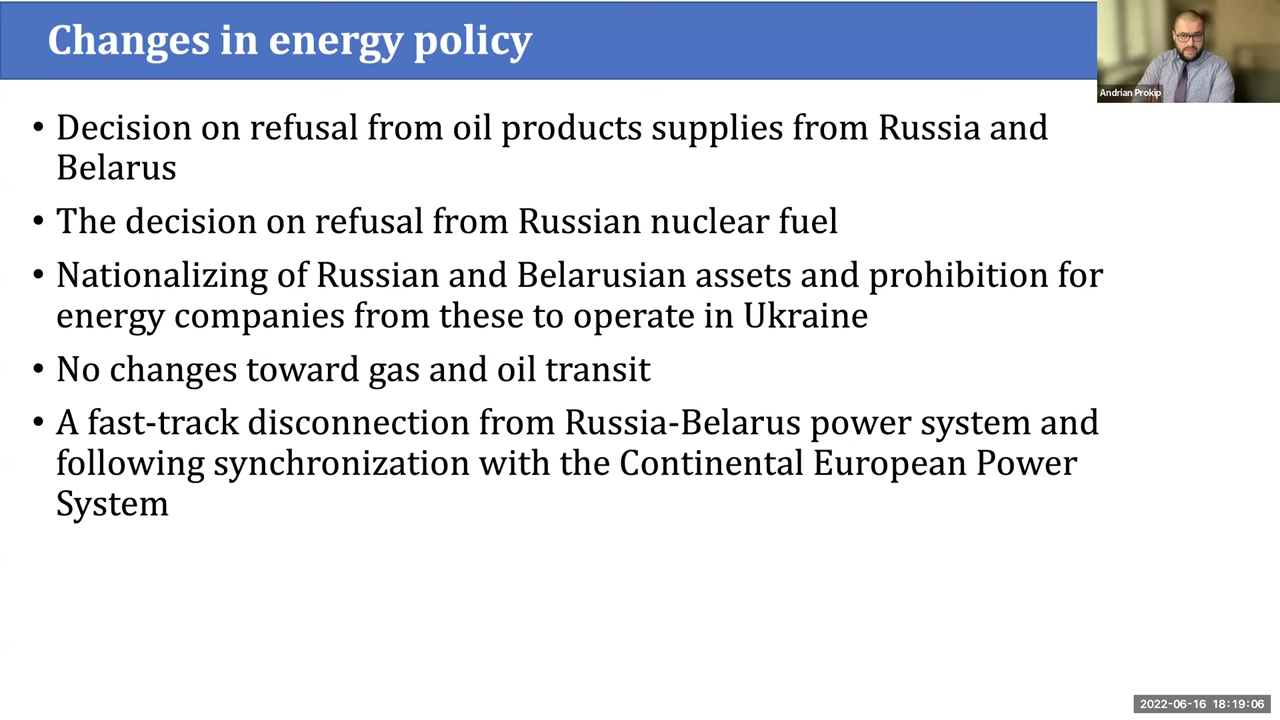 Changes in energy policy
Andrian Prokip
• Decision on refusal from oil products supplies from Russia and
Belarus
• The decision on refusal from Russian nuclear fuel
• Nationalizing of Russian and Belarusian assets and prohibition for
energy companies from these to operate in Ukraine
• No changes toward gas and oil transit
• A fast-track disconnection from Russia-Belarus power system and
following synchronization with the Continental European Power
System
2022-06-16 18:19:06